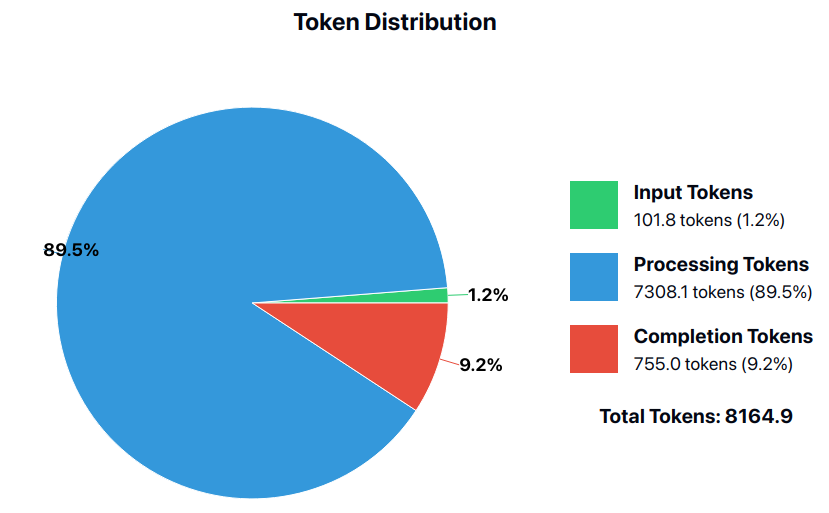 Token Distribution
89.5%
1.2%
9.2%
Input Tokens
101.8 tokens (1.2%)
Processing Tokens
7308.1 tokens (89.5%)
Completion Tokens
755.0 tokens (9.2%)
Total Tokens: 8164.9